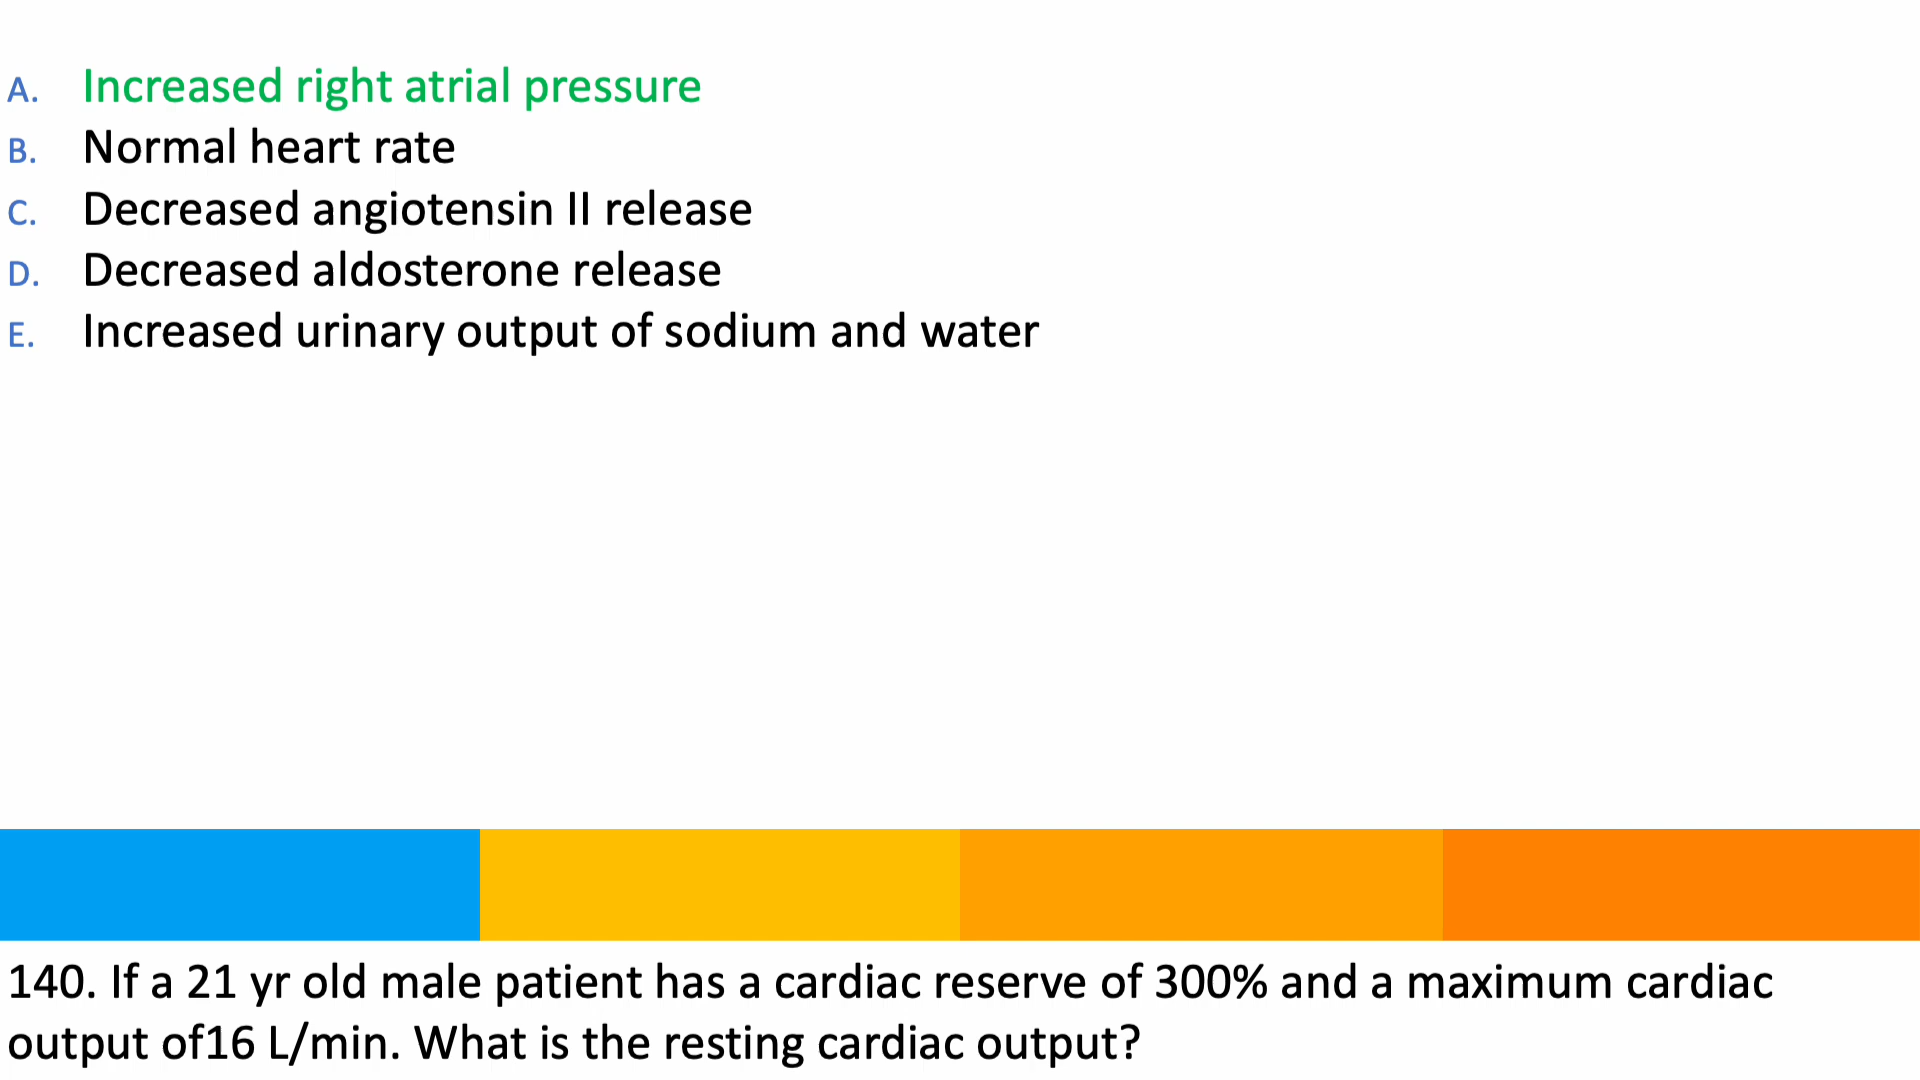 A. Increased right atrial pressure
B. Normal heart rate
C. Decreased angiotensin II release
D. Decreased aldosterone release
E. Increased urinary output of sodium and water
140. If a 21 yr old male patient has a cardiac reserve of 300% and a maximum cardiac
output of16 L/min. What is the resting cardiac output?